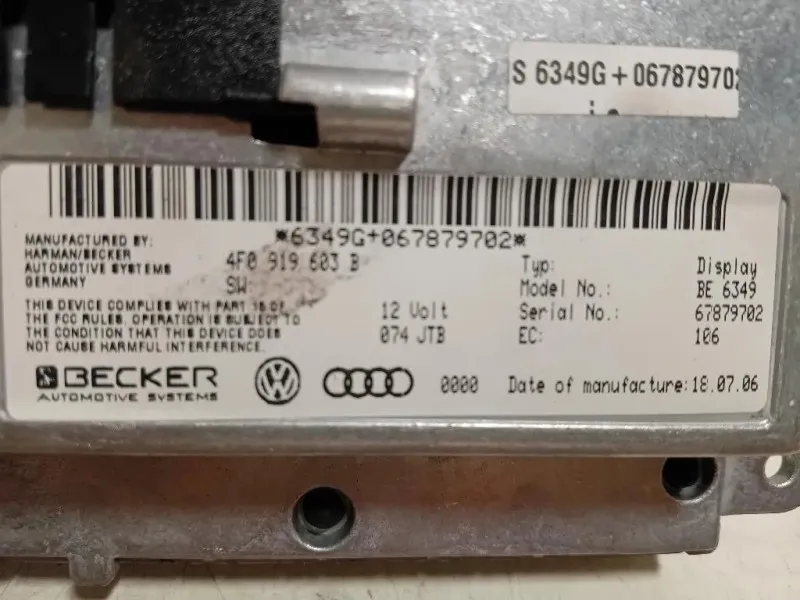 S 6349G+067879702
*6349G+067879702*
MANUFACTURED BY:
HARMAN/BECKER
AUTOMOTIVE SYSTEMS
GERMANY
4F0 919 603 B
SW:
THIS DEVICE COMPLIES WITH PART 15 OF
THE FCC RULES. OPERATION IS SUBJECT TO
THE CONDITION THAT THIS DEVICE DOES
NOT CAUSE HARMFUL INTERFERENCE.
12 Volt
074 JTB
Typ: Display
Model No.: BE 6349
Serial No.: 67879702
EC: 106
BECKER
AUTOMOTIVE SYSTEMS
0000
Date of manufacture:18.07.06